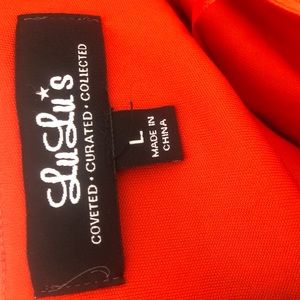 LuLu's
COVETED • CURATED • COLLECTED
L
MADE IN
CHINA